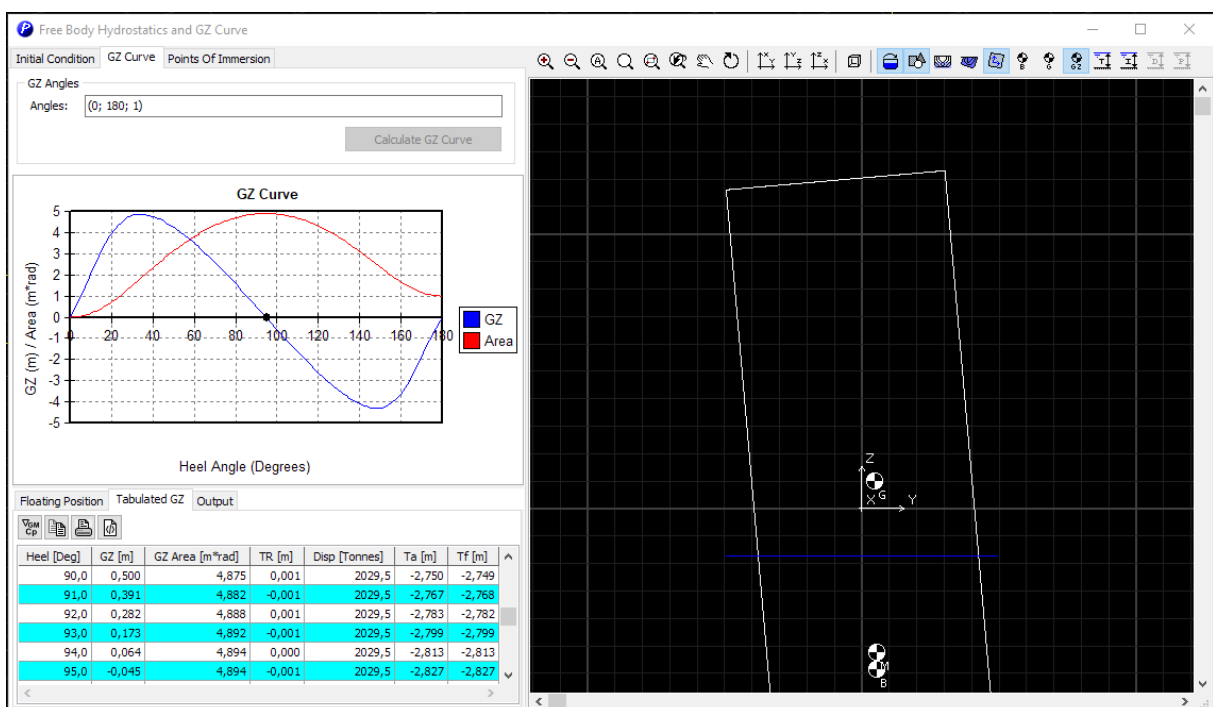 Free Body Hydrostatics and GZ Curve
Initial Condition GZ Curve Points Of Immersion
GZ Angles
Angles: (0; 180; 1)
Calculate GZ Curve
GZ Curve
GZ (m) / Area (m*rad)
5
4
3
2
1
0
-1
-2
-3
-4
-5
0 20 40 60 80 100 120 140 160 180
GZ
Area
Heel Angle (Degrees)
Floating Position Tabulated GZ Output
Heel [Deg] GZ [m] GZ Area [m*rad] TR [m] Disp [Tonnes] Ta [m] Tf [m]
90,0 0,500 4,875 0,001 2029,5 -2,750 -2,749
91,0 0,391 4,882 -0,001 2029,5 -2,767 -2,768
92,0 0,282 4,888 0,001 2029,5 -2,783 -2,782
93,0 0,173 4,892 -0,001 2029,5 -2,799 -2,799
94,0 0,064 4,894 0,000 2029,5 -2,813 -2,813
95,0 -0,045 4,894 -0,001 2029,5 -2,827 -2,827
Z
G
X Y
M
B